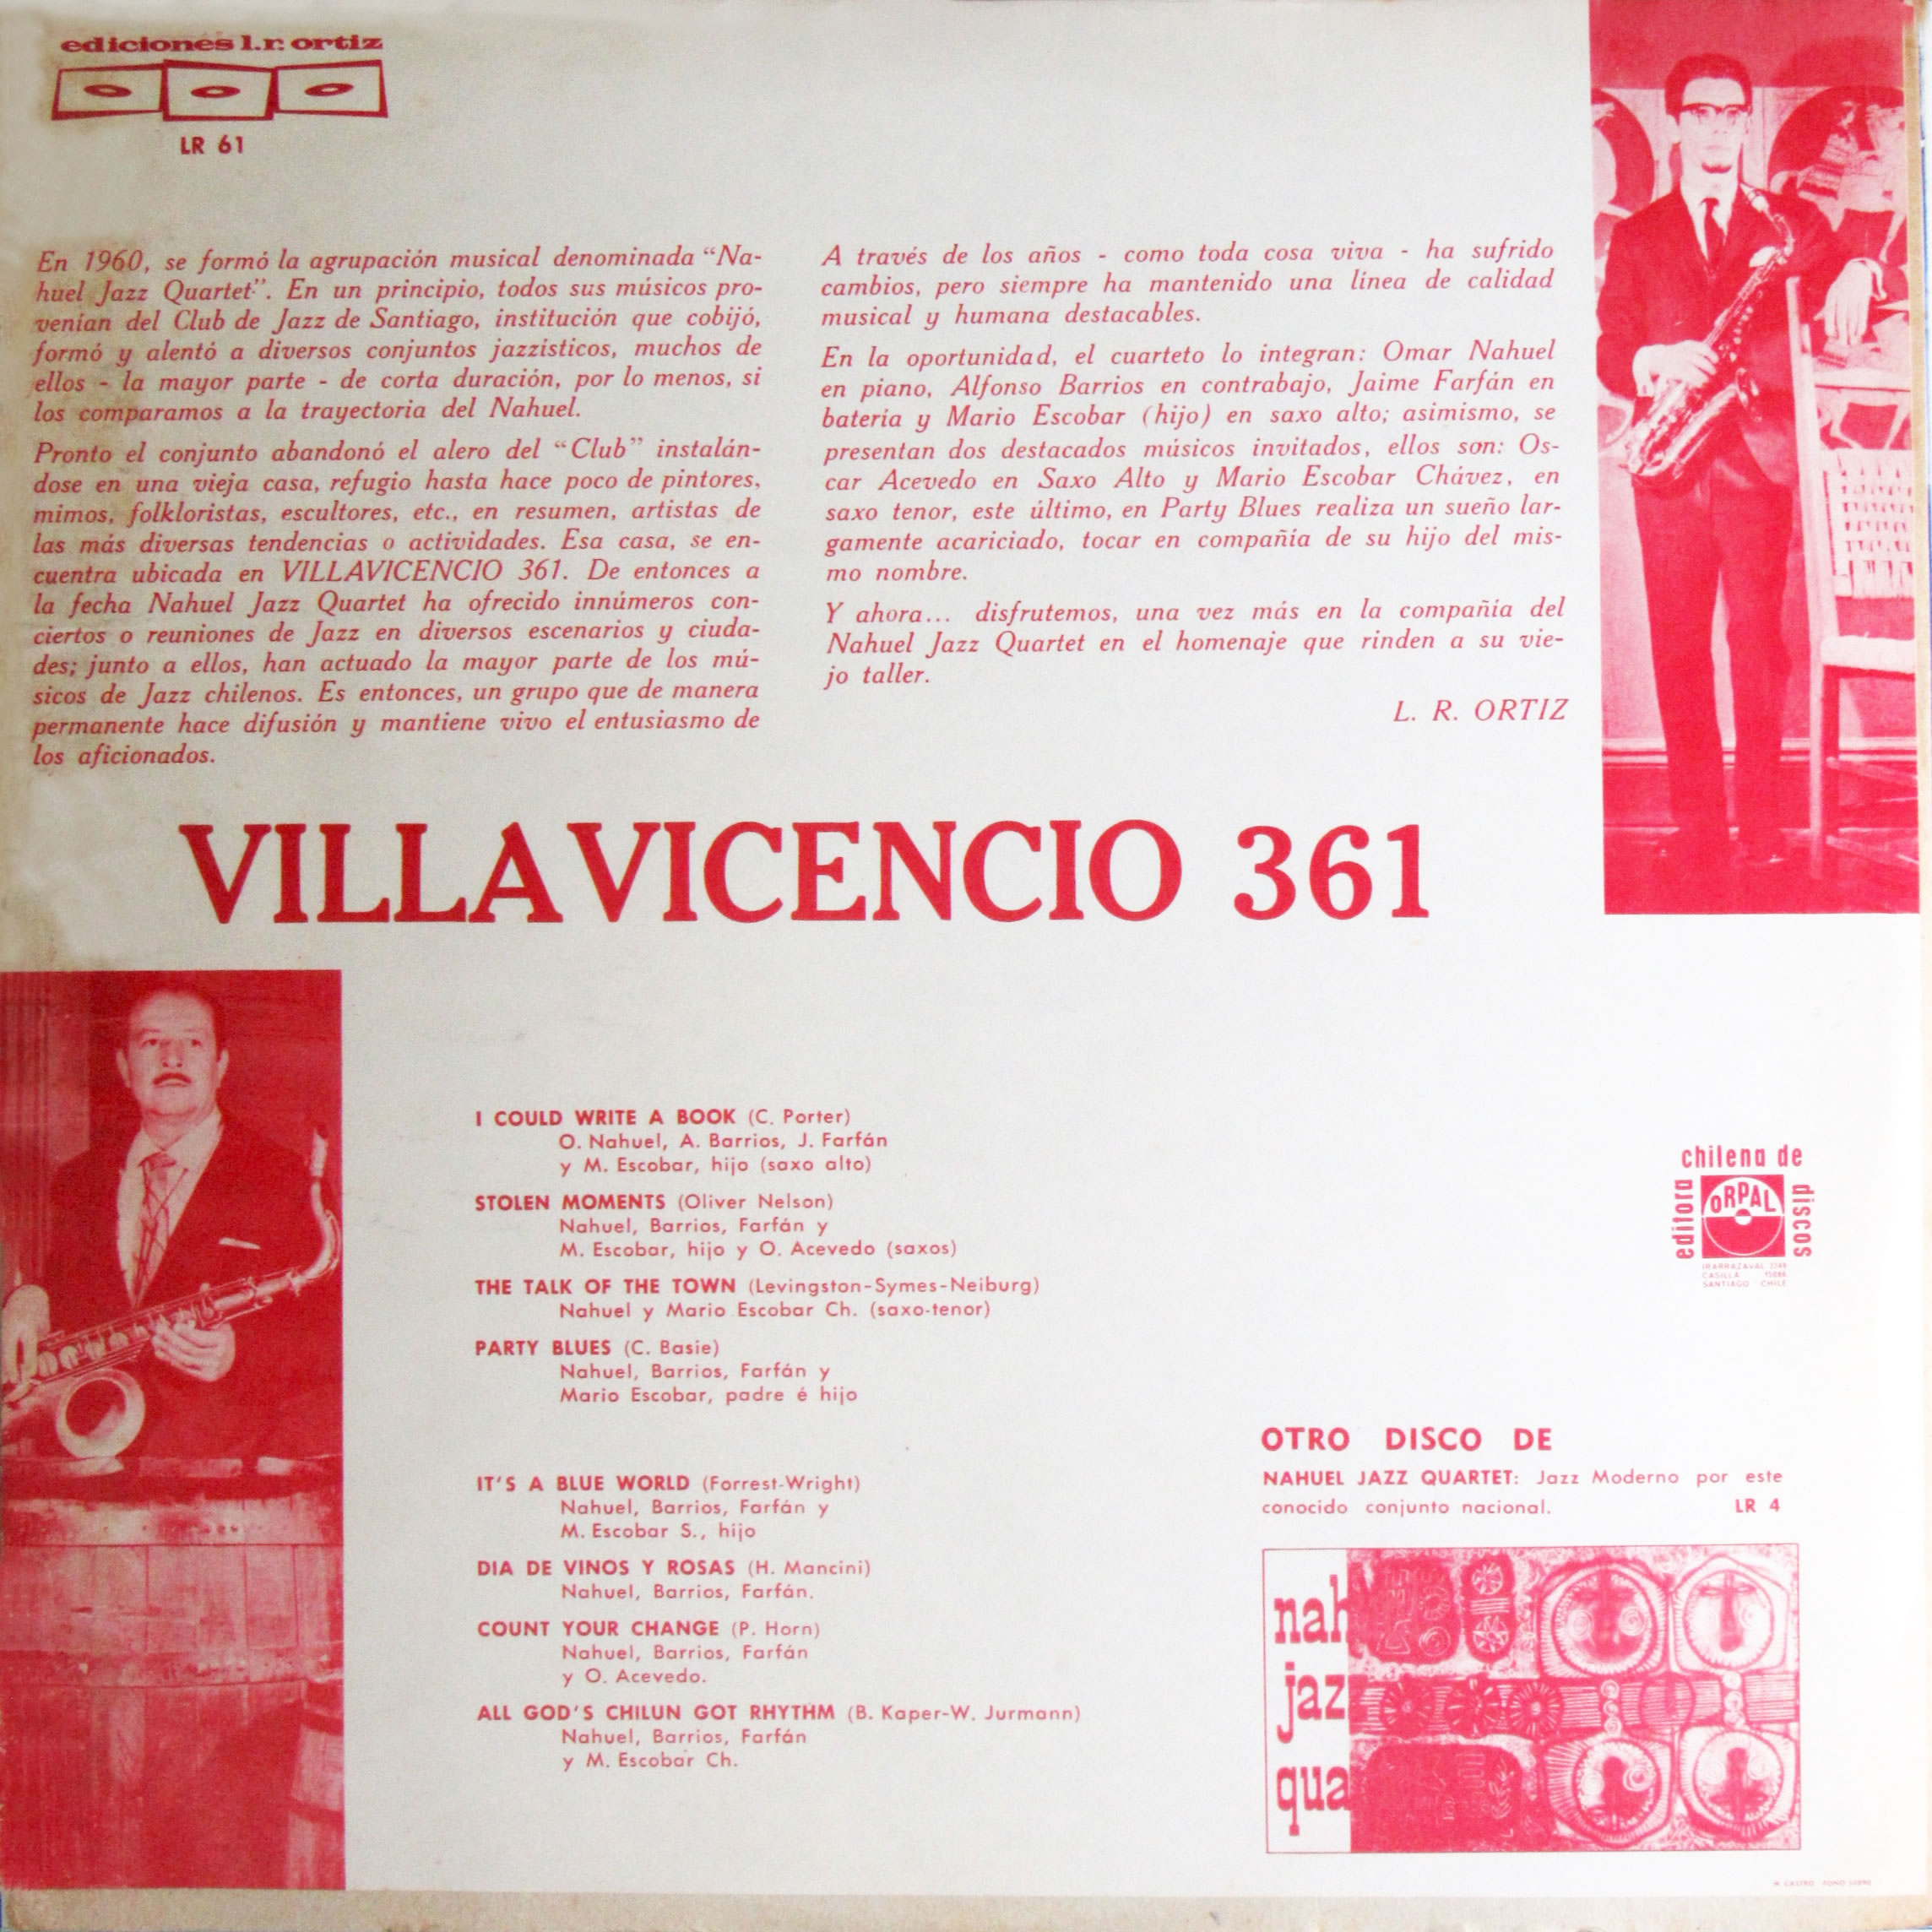 ediciones l.r. ortiz
LR 61
En 1960, se formó la agrupación musical denominada “Na-
huel Jazz Quartet”. En un principio, todos sus músicos pro-
venían del Club de Jazz de Santiago, institución que cobijó,
formó y alentó a diversos conjuntos jazzísticos, muchos de
ellos - la mayor parte - de corta duración, por lo menos, si
los comparamos a la trayectoria del Nahuel.
Pronto el conjunto abandonó el alero del “Club” instalán-
dose en una vieja casa, refugio hasta hace poco de pintores,
mimos, folkloristas, escultores, etc., en resumen, artistas de
las más diversas tendencias o actividades. Esa casa, se en-
cuentra ubicada en VILLAVICENCIO 361. De entonces a
la fecha Nahuel Jazz Quartet ha ofrecido innúmeros con-
ciertos o reuniones de Jazz en diversos escenarios y ciuda-
des; junto a ellos, han actuado la mayor parte de los mú-
sicos de Jazz chilenos. Es entonces, un grupo que de manera
permanente hace difusión y mantiene vivo el entusiasmo de
los aficionados.
A través de los años - como toda cosa viva - ha sufrido
cambios, pero siempre ha mantenido una línea de calidad
musical y humana destacables.
En la oportunidad, el cuarteto lo integran: Omar Nahuel
en piano, Alfonso Barrios en contrabajo, Jaime Farfán en
batería y Mario Escobar (hijo) en saxo alto; asimismo, se
presentan dos destacados músicos invitados, ellos son: Os-
car Acevedo en Saxo Alto y Mario Escobar Chávez, en
saxo tenor, este último, en Party Blues realiza un sueño lar-
gamente acariciado, tocar en compañía de su hijo del mis-
mo nombre.
Y ahora... disfrutemos, una vez más en la compañía del
Nahuel Jazz Quartet en el homenaje que rinden a su vie-
jo taller.
L. R. ORTIZ
VILLAVICENCIO 361
I COULD WRITE A BOOK (C. Porter)
O. Nahuel, A. Barrios, J. Farfán
y M. Escobar, hijo (saxo alto)
STOLEN MOMENTS (Oliver Nelson)
Nahuel, Barrios, Farfán y
M. Escobar, hijo y O. Acevedo (saxos)
THE TALK OF THE TOWN (Levingston-Symes-Neiburg)
Nahuel y Mario Escobar Ch. (saxo-tenor)
PARTY BLUES (C. Basie)
Nahuel, Barrios, Farfán y
Mario Escobar, padre é hijo
IT'S A BLUE WORLD (Forrest-Wright)
Nahuel, Barrios, Farfán y
M. Escobar S., hijo
DIA DE VINOS Y ROSAS (H. Mancini)
Nahuel, Barrios, Farfán.
COUNT YOUR CHANGE (P. Horn)
Nahuel, Barrios, Farfán
y O. Acevedo.
ALL GOD'S CHILUN GOT RHYTHM (B. Kaper-W. Jurmann)
Nahuel, Barrios, Farfán
y M. Escobar Ch.
editora
chilena de
discos
ORPAL
IRARRAZAVAL
CASILLA
SANTIAGO CHILE
OTRO DISCO DE
NAHUEL JAZZ QUARTET: Jazz Moderno por este
conocido conjunto nacional. LR 4
nah
jaz
qua